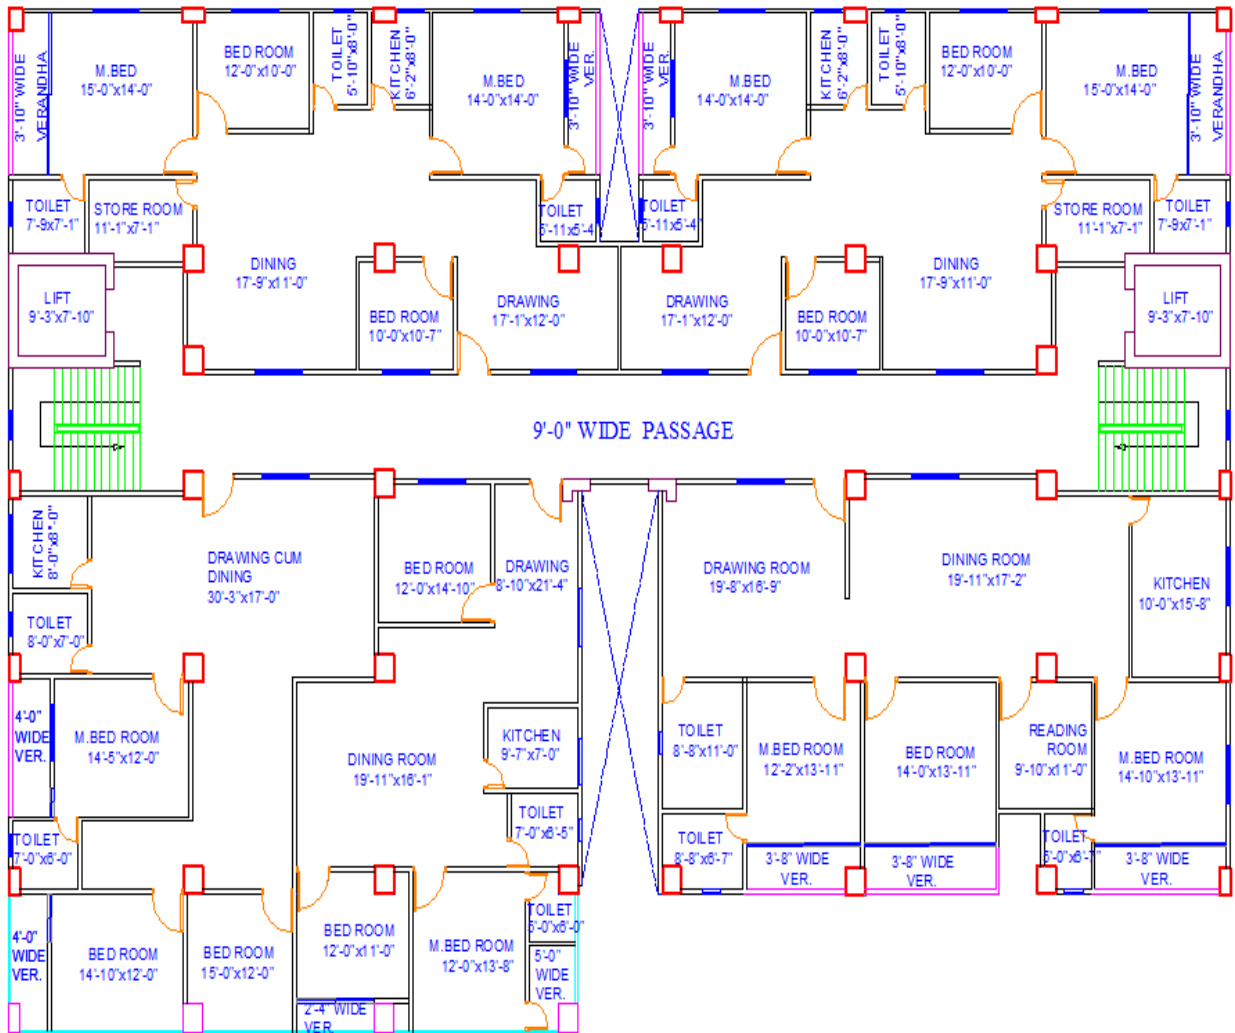 3'-10" WIDE
VERANDHA
M.BED
15'-0"x14'-0"
BED ROOM
12'-0"x10'-0"
TOILET
5'-10"x8'-0"
KITCHEN
6'-2"x8'-0"
M.BED
14'-0"x14'-0"
3'-10" WIDE
VER.
3'-10" WIDE
VER.
M.BED
14'-0"x14'-0"
KITCHEN
6'-2"x8'-0"
TOILET
5'-10"x8'-0"
BED ROOM
12'-0"x10'-0"
M.BED
15'-0"x14'-0"
3'-10" WIDE
VERANDHA
TOILET
7'-9x7'-1"
STORE ROOM
11'-1"x7'-1"
TOILET
5'-11x5'-4
TOILET
5'-11x5'-4
STORE ROOM
11'-1"x7'-1"
TOILET
7'-9x7'-1"
LIFT
9'-3"x7'-10"
DINING
17'-9"x11'-0"
BED ROOM
10'-0"x10'-7"
DRAWING
17'-1"x12'-0"
DRAWING
17'-1"x12'-0"
BED ROOM
10'-0"x10'-7"
DINING
17'-9"x11'-0"
LIFT
9'-3"x7'-10"
9'-0" WIDE PASSAGE
KITCHEN
8'-0"x8"-0"
DRAWING CUM
DINING
30'-3"x17'-0"
BED ROOM
12'-0"x14'-10"
DRAWING
8'-10"x21'-4"
DRAWING ROOM
19'-8"x16'-9"
DINING ROOM
19'-11"x17'-2"
KITCHEN
10'-0"x15'-8"
TOILET
8'-0"x7'-0"
4'-0"
WIDE
VER.
M.BED ROOM
14'-5"x12'-0"
DINING ROOM
19'-11"x16'-1"
KITCHEN
9'-7"x7'-0"
TOILET
8'-8"x11'-0"
M.BED ROOM
12'-2"x13'-11"
BED ROOM
14'-0"x13'-11"
READING
ROOM
9'-10"x11'-0"
M.BED ROOM
14'-10"x13'-11"
TOILET
7'-0"x6'-0"
TOILET
7'-0"x6'-5"
TOILET
8'-8"x6'-7"
3'-8" WIDE
VER.
3'-8" WIDE
VER.
TOILET
5'-0"x6'-7"
3'-8" WIDE
VER.
4'-0"
WIDE
VER.
BED ROOM
14'-10"x12'-0"
BED ROOM
15'-0"x12'-0"
BED ROOM
12'-0"x11'-0"
2'-4" WIDE
VER.
M.BED ROOM
12'-0"x13'-8"
TOILET
5'-0"x6'-0"
5'-0"
WIDE
VER.